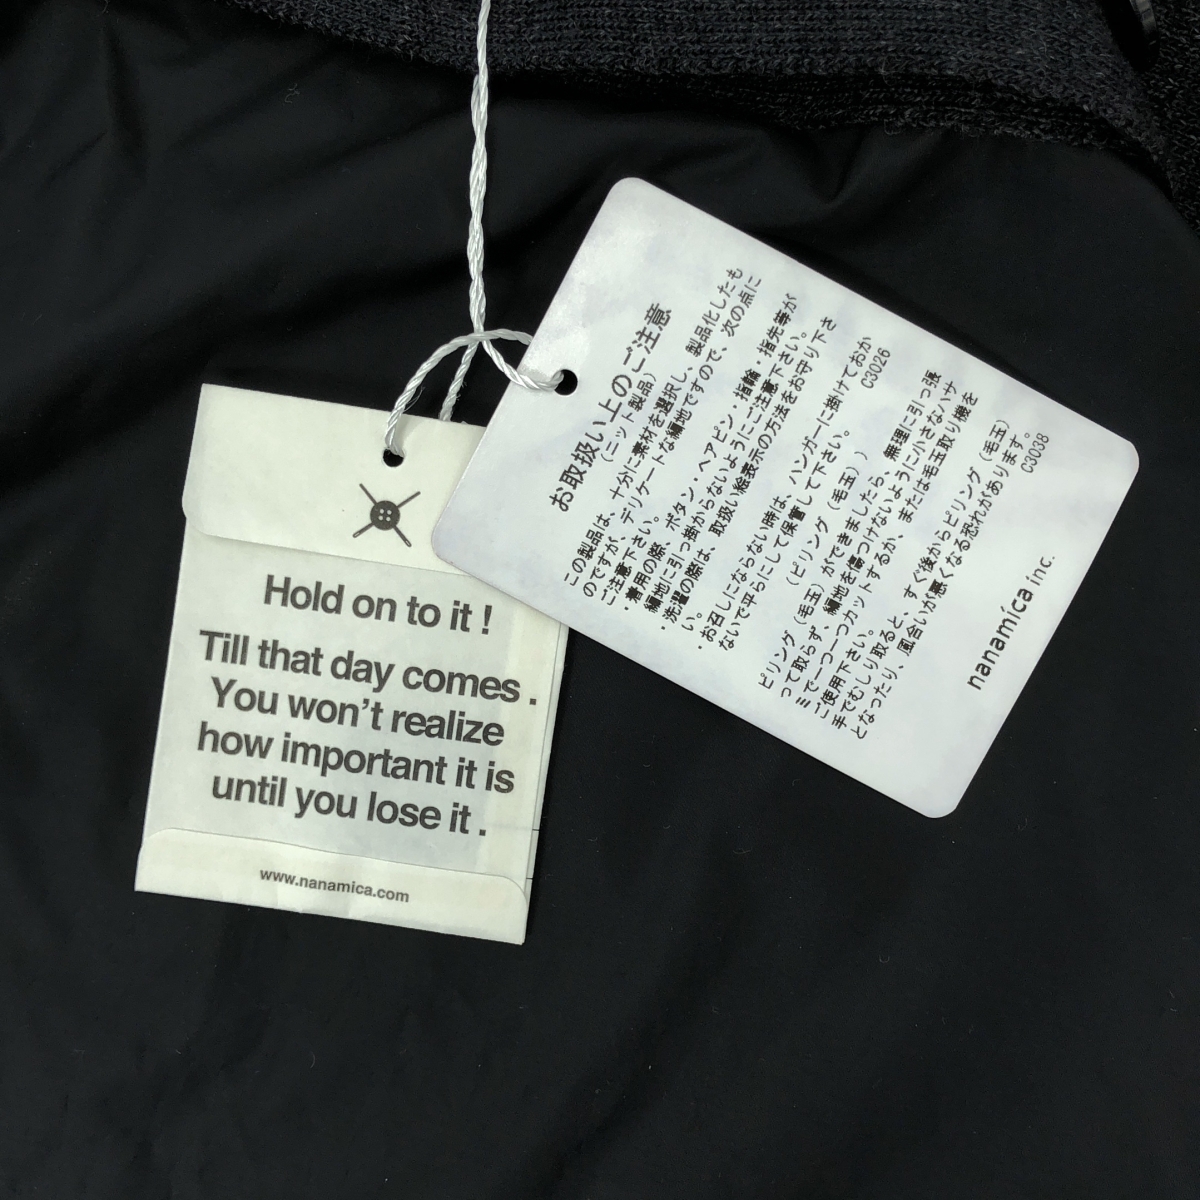 Hold on to it !
Till that day comes .
You won't realize
how important it is
until you lose it .
www.nanamica.com
お取扱い上のご注意
（ニット製品）
この製品は、十分に素材を選択し、製品化したも
のですが、デリケートな編地ですので、次の点に
ご注意下さい。
・着用の際、ボタン・ヘアピン・指輪・指先等が
編地に引っ掛からないようにご注意下さい。
・洗濯の際は、取扱い絵表示の方法をお守り下さ
い。
・お召しにならない時は、ハンガーに掛けておか
ないで平らにして保管して下さい。
C3026
ピリング（毛玉）（ピリング（毛玉））
ピリング（毛玉）ができましたら、無理に引っ張
って取らず、編地を傷つけないように小さなハサ
ミで一つ一つカットするか、または毛玉取り機を
ご使用下さい。
手でむしり取ると、すぐ後からピリング（毛玉）
となったり、風合いが悪くなる恐れがあります。
C3038
nanamica inc.